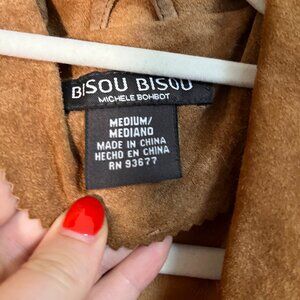 BISOU BISOU
MICHELE BOHBOT
MEDIUM/
MEDIANO
MADE IN CHINA
HECHO EN CHINA
RN 93677